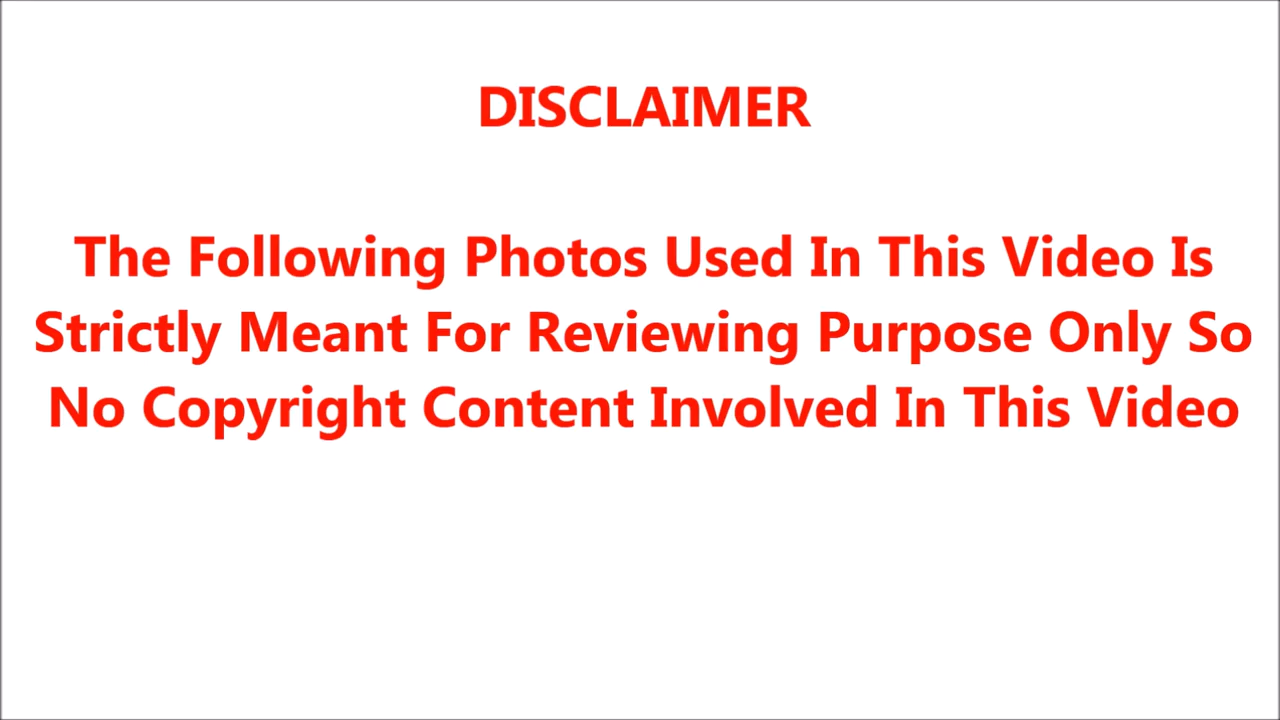 DISCLAIMER
The Following Photos Used In This Video Is
Strictly Meant For Reviewing Purpose Only So
No Copyright Content Involved In This Video